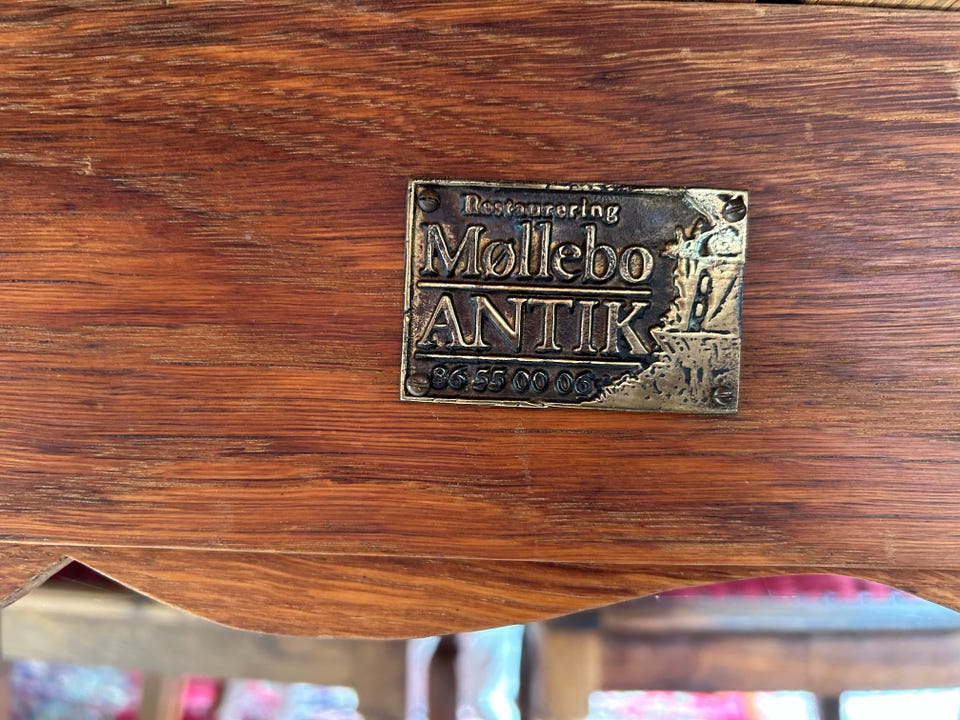 Restaurering
Møllebo
ANTIK
86 55 00 06